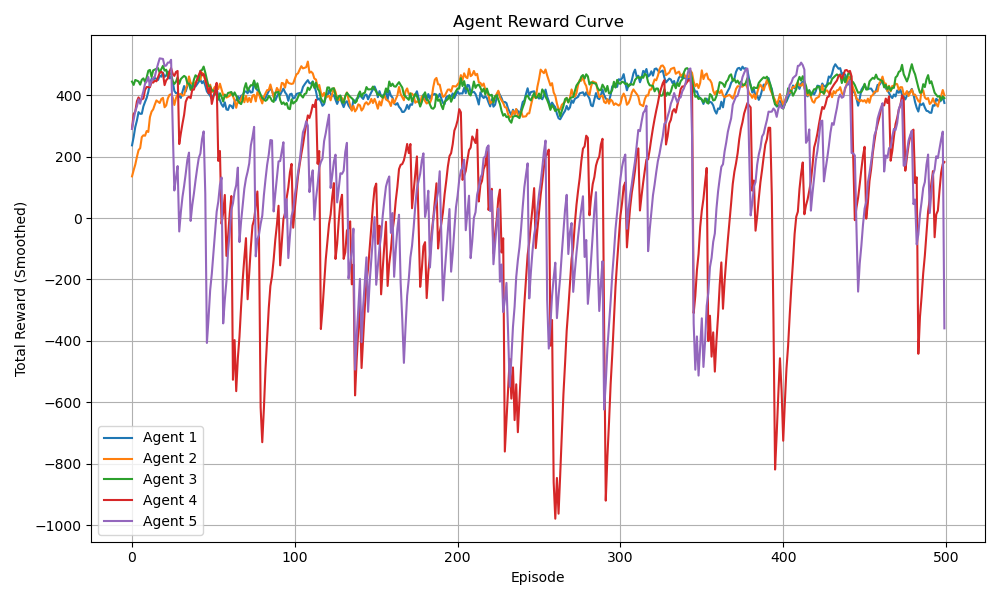 Agent Reward Curve
Total Reward (Smoothed)
400
200
0
−200
−400
−600
−800
−1000
Agent 1
Agent 2
Agent 3
Agent 4
Agent 5
0 100 200 300 400 500
Episode